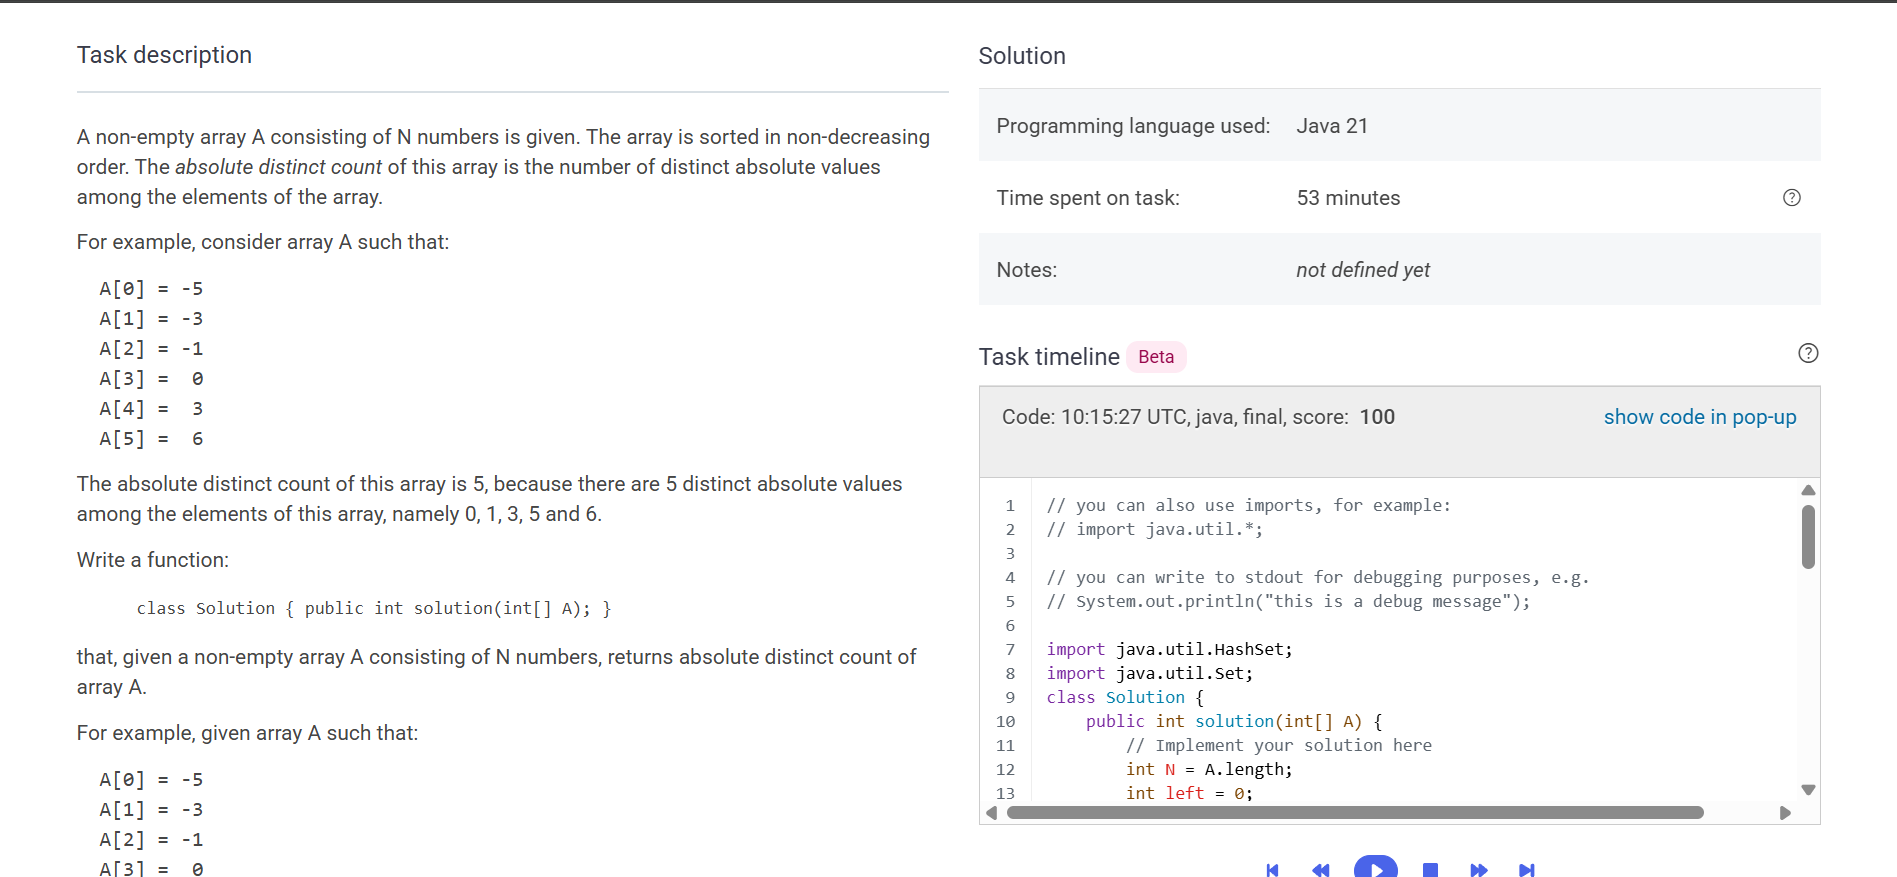 Task description
A non-empty array A consisting of N numbers is given. The array is sorted in non-decreasing
order. The absolute distinct count of this array is the number of distinct absolute values
among the elements of the array.
For example, consider array A such that:
A[0] = -5
A[1] = -3
A[2] = -1
A[3] =  0
A[4] =  3
A[5] =  6
The absolute distinct count of this array is 5, because there are 5 distinct absolute values
among the elements of this array, namely 0, 1, 3, 5 and 6.
Write a function:
class Solution { public int solution(int[] A); }
that, given a non-empty array A consisting of N numbers, returns absolute distinct count of
array A.
For example, given array A such that:
A[0] = -5
A[1] = -3
A[2] = -1
A[3] =  0
Solution
Programming language used: Java 21
Time spent on task: 53 minutes
Notes: not defined yet
Task timeline Beta
Code: 10:15:27 UTC, java, final, score: 100 show code in pop-up
1 // you can also use imports, for example:
2 // import java.util.*;
3
4 // you can write to stdout for debugging purposes, e.g.
5 // System.out.println("this is a debug message");
6
7 import java.util.HashSet;
8 import java.util.Set;
9 class Solution {
10 public int solution(int[] A) {
11 // Implement your solution here
12 int N = A.length;
13 int left = 0;